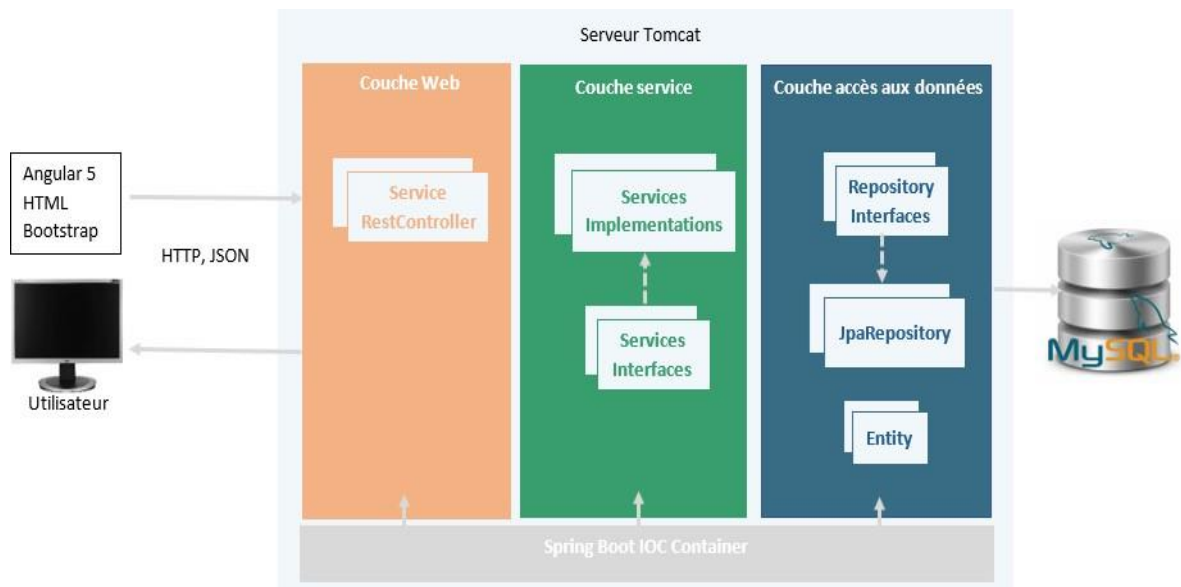 Serveur Tomcat
Couche Web
Couche service
Couche accès aux données
Angular 5
HTML
Bootstrap
HTTP, JSON
Utilisateur
Service
RestController
Services
Implementations
Services
Interfaces
Repository
Interfaces
JpaRepository
Entity
MySQL
Spring Boot IOC Container